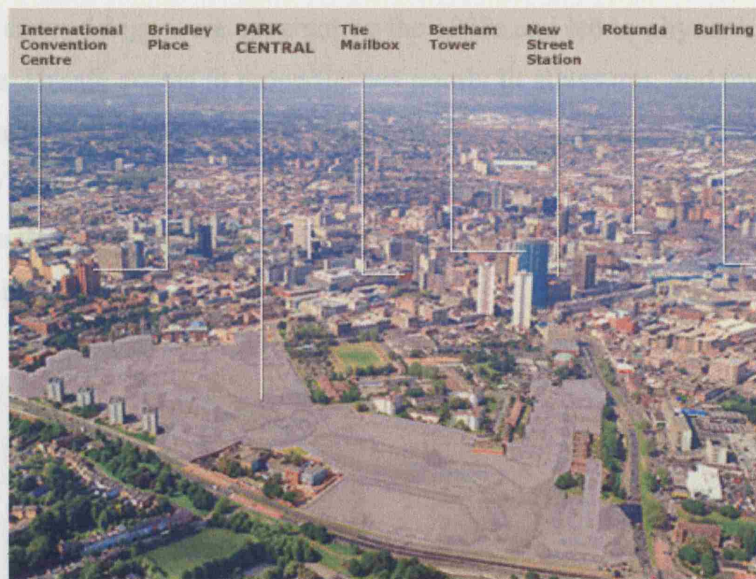 International
Convention
Centre
Brindley
Place
PARK
CENTRAL
The
Mailbox
Beetham
Tower
New
Street
Station
Rotunda
Bullring